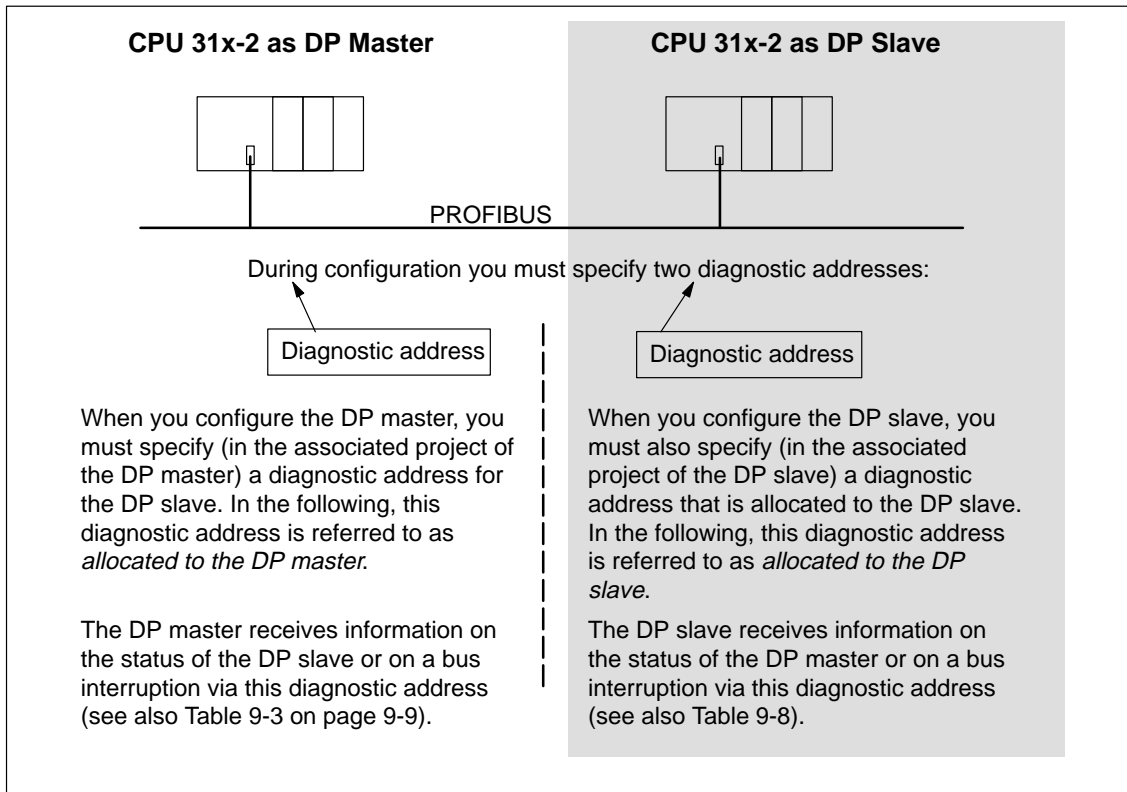 CPU 31x-2 as DP Master
CPU 31x-2 as DP Slave
PROFIBUS
During configuration you must specify two diagnostic addresses:
Diagnostic address
Diagnostic address
When you configure the DP master, you
must specify (in the associated project of
the DP master) a diagnostic address for
the DP slave. In the following, this
diagnostic address is referred to as
allocated to the DP master.
The DP master receives information on
the status of the DP slave or on a bus
interruption via this diagnostic address
(see also Table 9-3 on page 9-9).
When you configure the DP slave, you
must also specify (in the associated
project of the DP slave) a diagnostic
address that is allocated to the DP slave.
In the following, this diagnostic address
is referred to as allocated to the DP
slave.
The DP slave receives information on
the status of the DP master or on a bus
interruption via this diagnostic address
(see also Table 9-8).